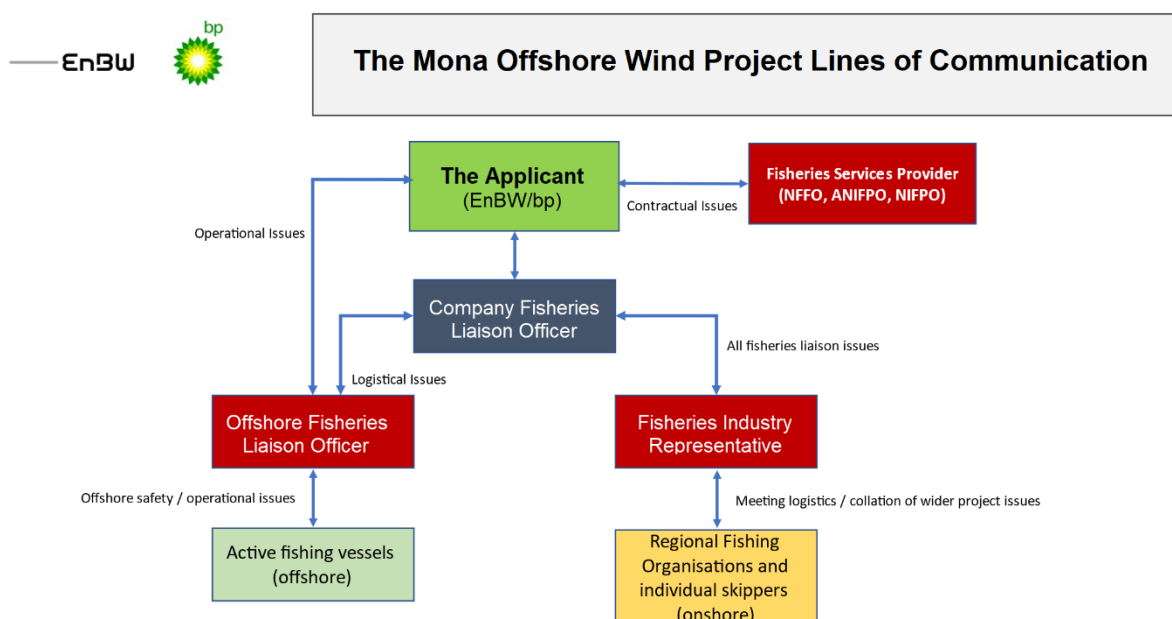 EnBW
bp
The Mona Offshore Wind Project Lines of Communication
The Applicant
(EnBW/bp)
Fisheries Services Provider
(NFFO, ANIFPO, NIFPO)
Contractual Issues
Operational Issues
Company Fisheries
Liaison Officer
All fisheries liaison issues
Logistical Issues
Offshore Fisheries
Liaison Officer
Fisheries Industry
Representative
Offshore safety / operational issues
Meeting logistics / collation of wider project issues
Active fishing vessels
(offshore)
Regional Fishing
Organisations and
individual skippers
(onshore)